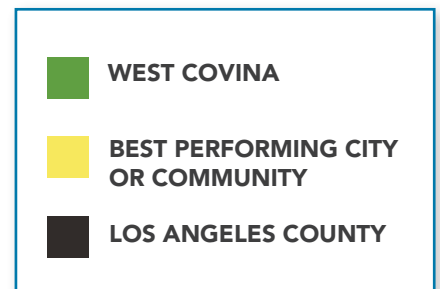 WEST COVINA
BEST PERFORMING CITY
OR COMMUNITY
LOS ANGELES COUNTY